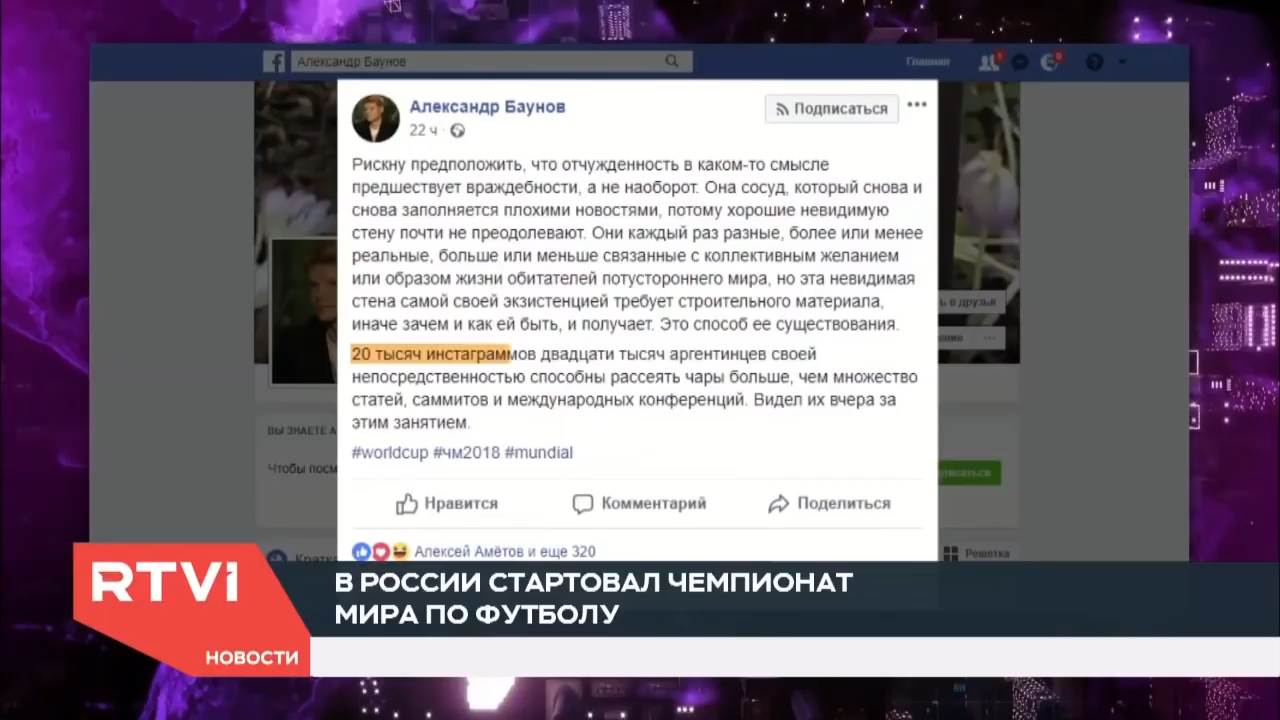 Александр Баунов
Главная
Александр Баунов
22 ч
Подписаться
Рискну предположить, что отчужденность в каком-то смысле
предшествует враждебности, а не наоборот. Она сосуд, который снова и
снова заполняется плохими новостями, потому хорошие невидимую
стену почти не преодолевают. Они каждый раз разные, более или менее
реальные, больше или меньше связанные с коллективным желанием
или образом жизни обитателей потустороннего мира, но эта невидимая
стена самой своей экзистенцией требует строительного материала,
иначе зачем и как ей быть, и получает. Это способ ее существования.
20 тысяч инстаграммов двадцати тысяч аргентинцев своей
непосредственностью способны рассеять чары больше, чем множество
статей, саммитов и международных конференций. Видел их вчера за
этим занятием.
#worldcup #чм2018 #mundial
Нравится Комментарий Поделиться
Алексей Амётов и еще 320
ь в друзья
ВЫ ЗНАЕТЕ А
Чтобы посм
Кратка
Решетка
RTVi
НОВОСТИ
В РОССИИ СТАРТОВАЛ ЧЕМПИОНАТ
МИРА ПО ФУТБОЛУ